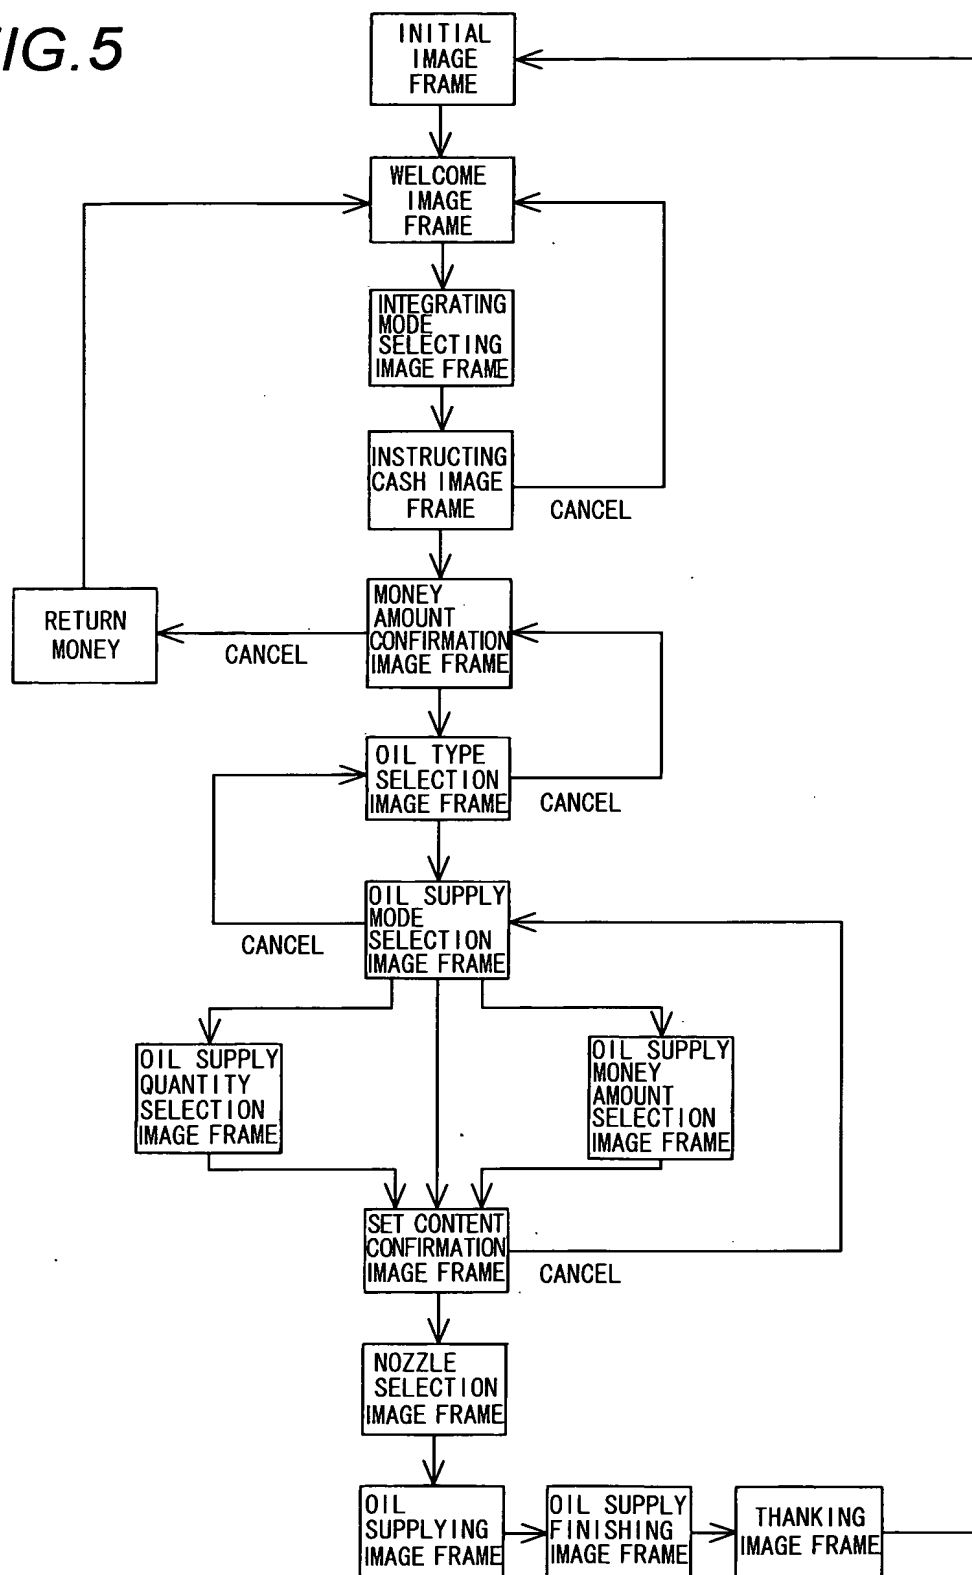 FIG.5
INITIAL
IMAGE
FRAME
WELCOME
IMAGE
FRAME
INTEGRATING
MODE
SELECTING
IMAGE FRAME
INSTRUCTING
CASH IMAGE
FRAME
CANCEL
MONEY
AMOUNT
CONFIRMATION
IMAGE FRAME
RETURN
MONEY
CANCEL
OIL TYPE
SELECTION
IMAGE FRAME
CANCEL
OIL SUPPLY
MODE
SELECTION
IMAGE FRAME
CANCEL
OIL SUPPLY
QUANTITY
SELECTION
IMAGE FRAME
OIL SUPPLY
MONEY
AMOUNT
SELECTION
IMAGE FRAME
SET CONTENT
CONFIRMATION
IMAGE FRAME
CANCEL
NOZZLE
SELECTION
IMAGE FRAME
OIL
SUPPLYING
IMAGE FRAME
OIL SUPPLY
FINISHING
IMAGE FRAME
THANKING
IMAGE FRAME